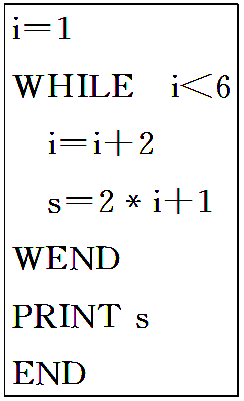 i=1
WHILE i<6
i=i+2
s=2*i+1
WEND
PRINT s
END